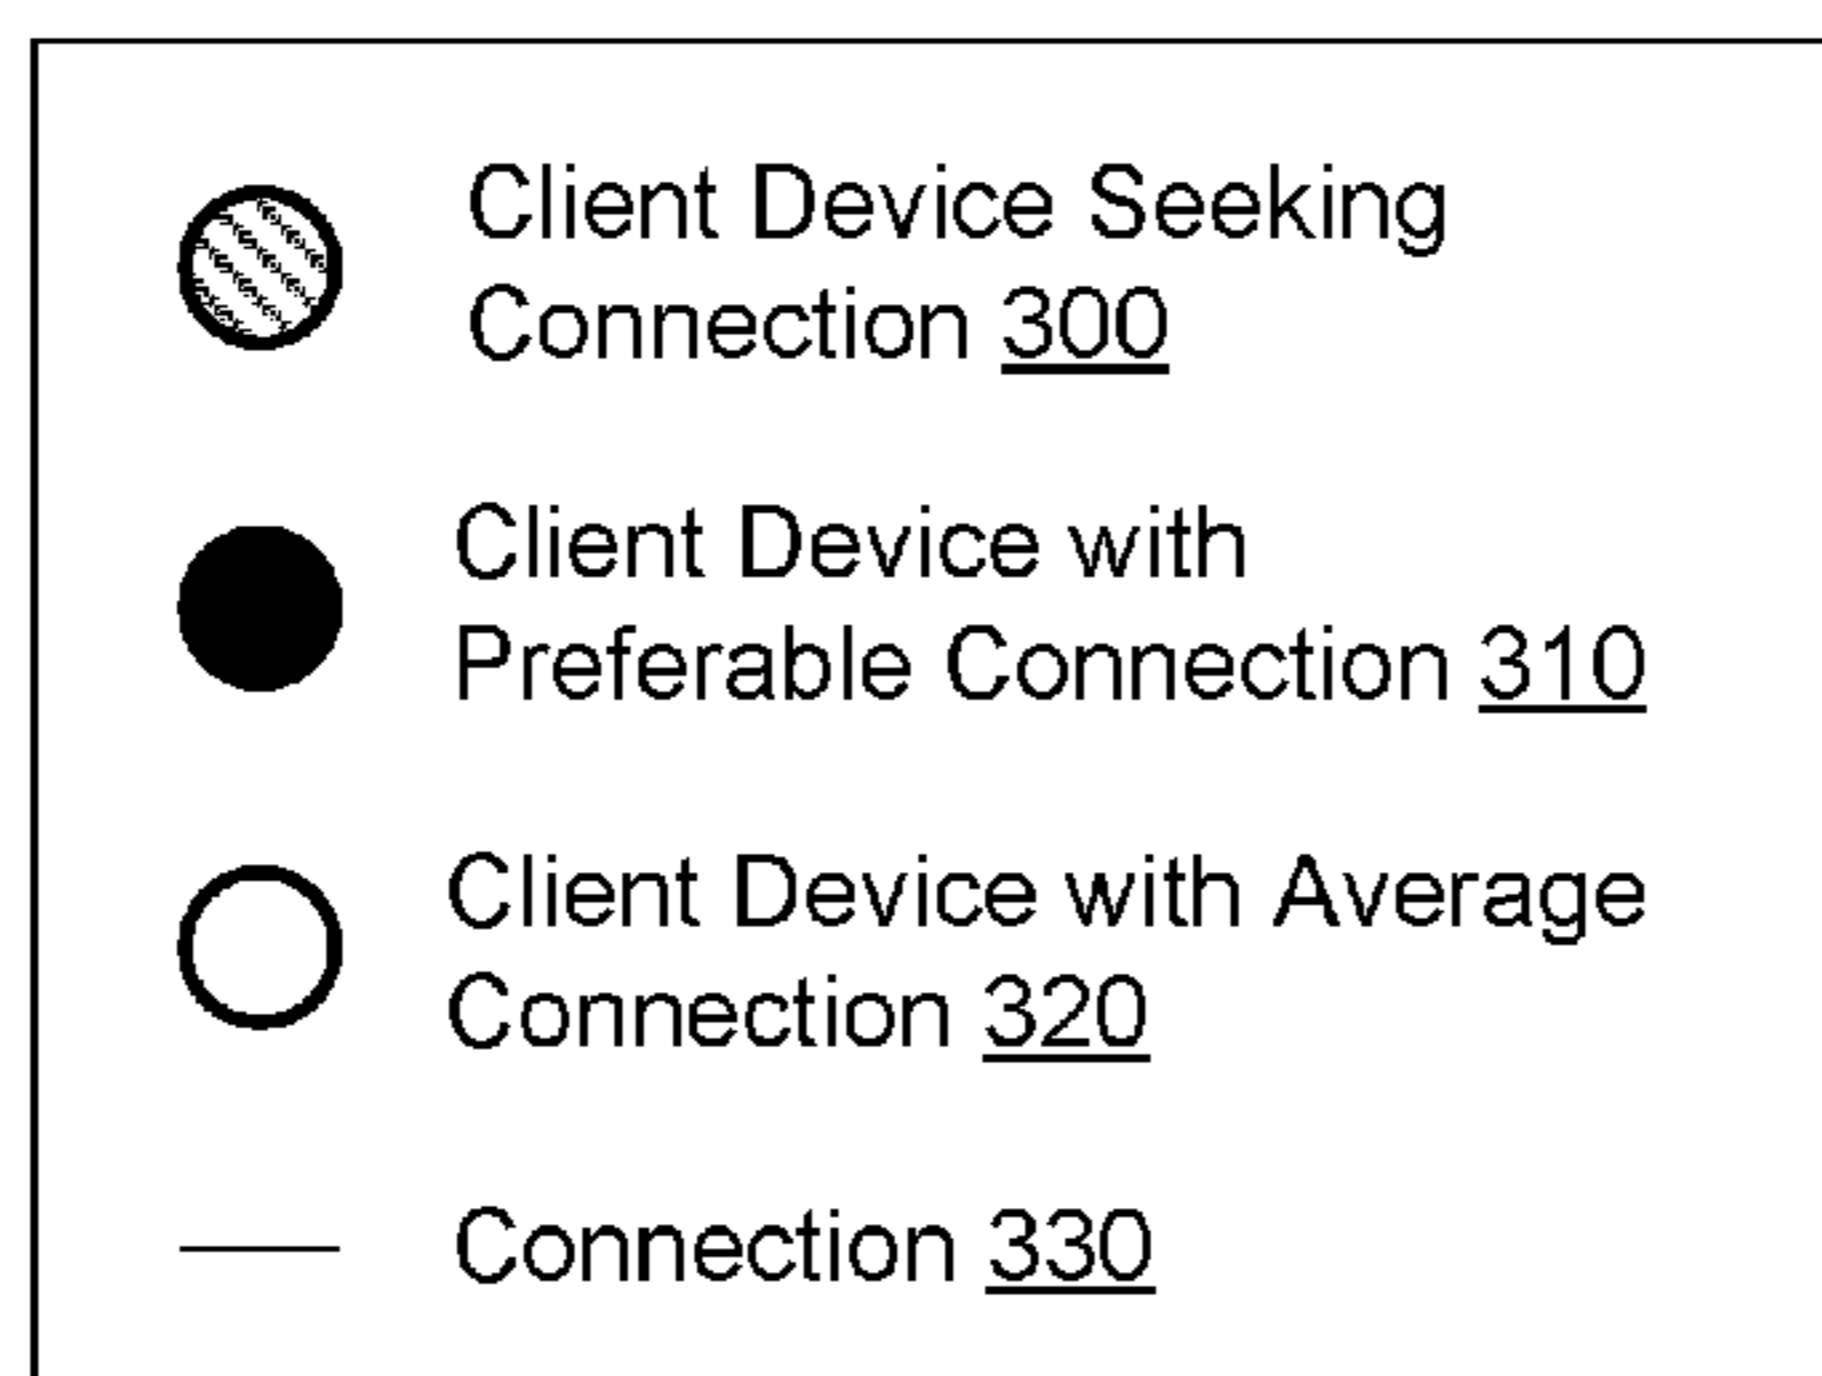 Client Device Seeking
Connection 300
Client Device with
Preferable Connection 310
Client Device with Average
Connection 320
Connection 330